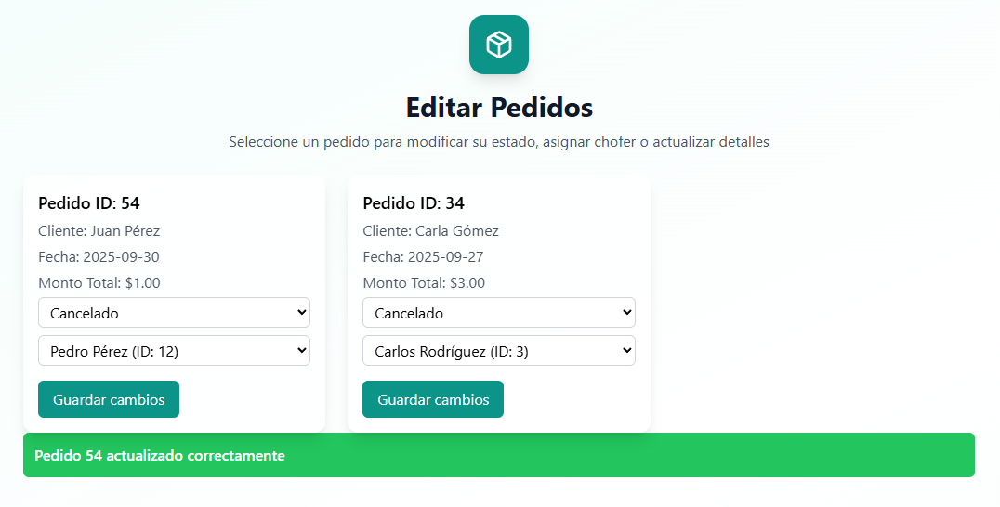 Editar Pedidos
Seleccione un pedido para modificar su estado, asignar chofer o actualizar detalles
Pedido ID: 54
Cliente: Juan Pérez
Fecha: 2025-09-30
Monto Total: $1.00
Cancelado
Pedro Pérez (ID: 12)
Guardar cambios
Pedido ID: 34
Cliente: Carla Gómez
Fecha: 2025-09-27
Monto Total: $3.00
Cancelado
Carlos Rodríguez (ID: 3)
Guardar cambios
Pedido 54 actualizado correctamente